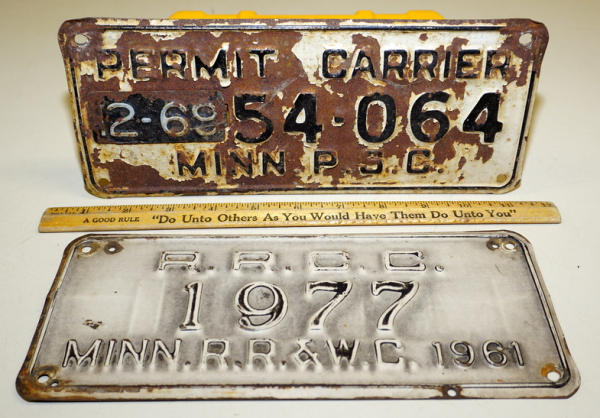 PERMIT CARRIER
2-69 54·064
MINN P S C.
A GOOD RULE "Do Unto Others As You Would Have Them Do Unto You"
R.R.C.C.
1977
MINN.R.R.&W.C. 1961